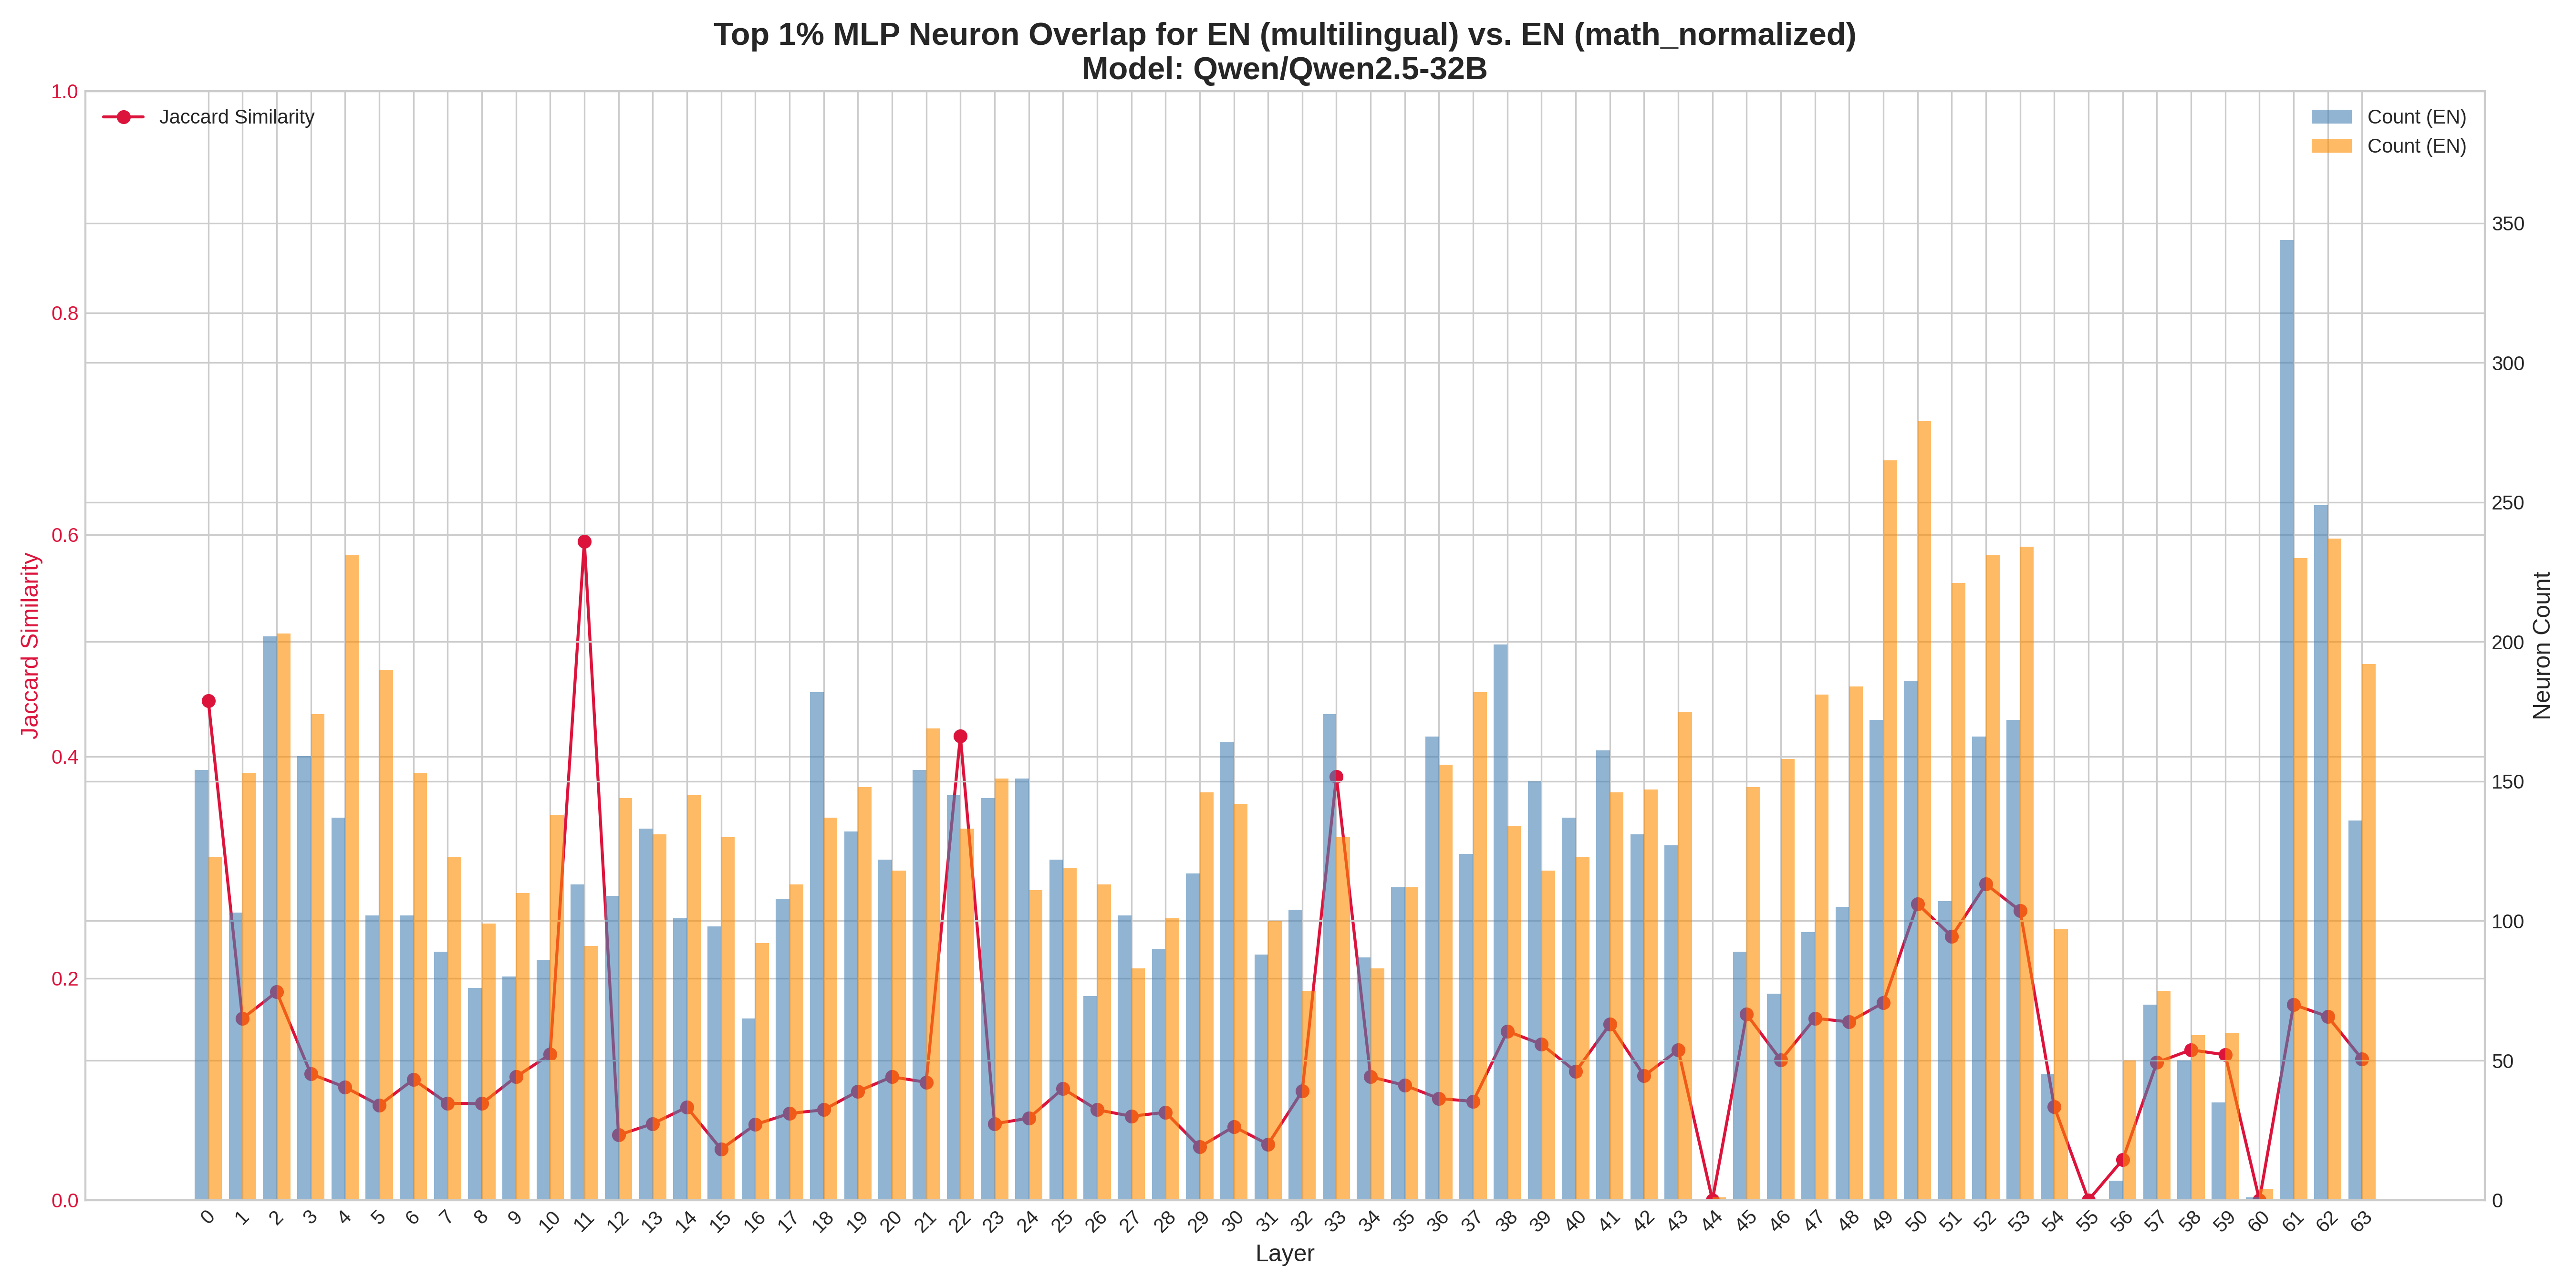 Top 1% MLP Neuron Overlap for EN (multilingual) vs. EN (math_normalized)
Model: Qwen/Qwen2.5-32B
Jaccard Similarity
Count (EN)
Count (EN)
Jaccard Similarity
1.0
0.8
0.6
0.4
0.2
0.0
350
300
250
200
150
100
50
0
Neuron Count
0 1 2 3 4 5 6 7 8 9 10 11 12 13 14 15 16 17 18 19 20 21 22 23 24 25 26 27 28 29 30 31 32 33 34 35 36 37 38 39 40 41 42 43 44 45 46 47 48 49 50 51 52 53 54 55 56 57 58 59 60 61 62 63
Layer